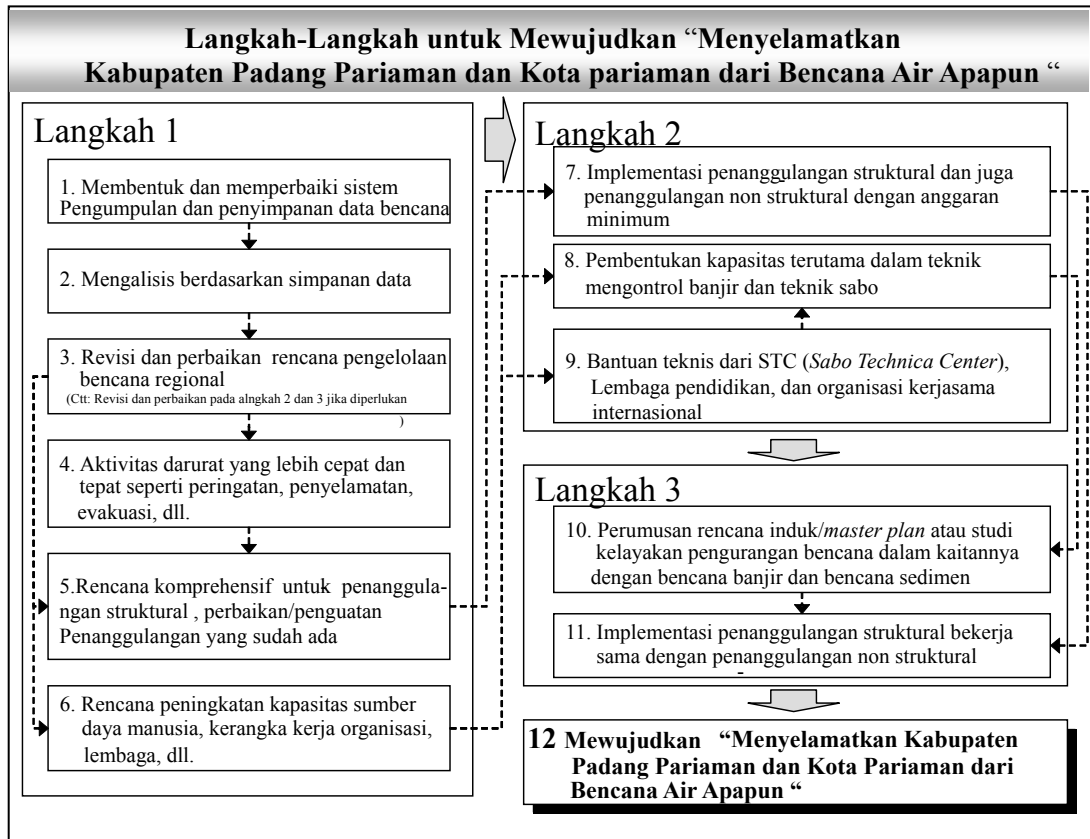 Langkah-Langkah untuk Mewujudkan “Menyelamatkan
Kabupaten Padang Pariaman dan Kota pariaman dari Bencana Air Apapun “
Langkah 1
1. Membentuk dan memperbaiki sistem
Pengumpulan dan penyimpanan data bencana
2. Mengalisis berdasarkan simpanan data
3. Revisi dan perbaikan rencana pengelolaan
bencana regional
(Ctt: Revisi dan perbaikan pada alngkah 2 dan 3 jika diperlukan
)
4. Aktivitas darurat yang lebih cepat dan
tepat seperti peringatan, penyelamatan,
evakuasi, dll.
5.Rencana komprehensif untuk penanggula-
ngan struktural , perbaikan/penguatan
Penanggulangan yang sudah ada
6. Rencana peningkatan kapasitas sumber
daya manusia, kerangka kerja organisasi,
lembaga, dll.
Langkah 2
7. Implementasi penanggulangan struktural dan juga
penanggulangan non struktural dengan anggaran
minimum
8. Pembentukan kapasitas terutama dalam teknik
mengontrol banjir dan teknik sabo
9. Bantuan teknis dari STC (Sabo Technica Center),
Lembaga pendidikan, dan organisasi kerjasama
internasional
Langkah 3
10. Perumusan rencana induk/master plan atau studi
kelayakan pengurangan bencana dalam kaitannya
dengan bencana banjir dan bencana sedimen
11. Implementasi penanggulangan struktural bekerja
sama dengan penanggulangan non struktural
-
12 Mewujudkan “Menyelamatkan Kabupaten
Padang Pariaman dan Kota Pariaman dari
Bencana Air Apapun “